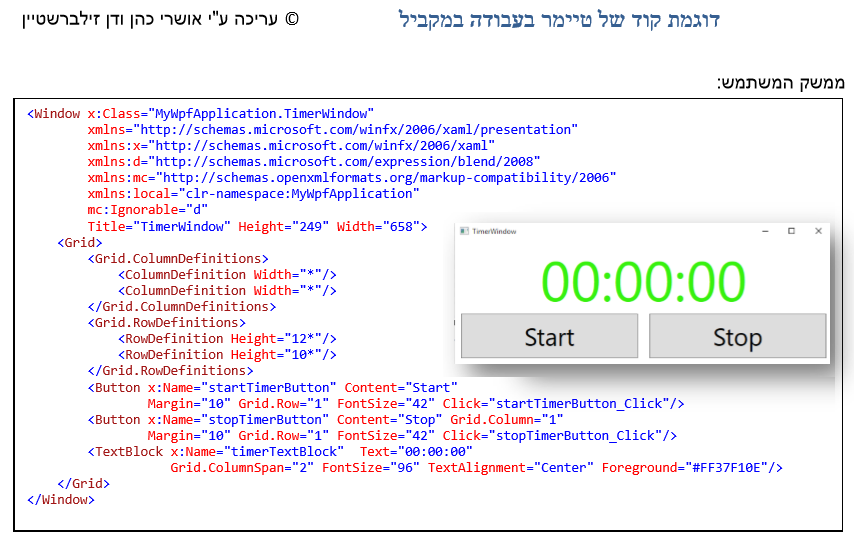 דוגמת קוד של טיימר בעבודה במקביל
© עריכה ע"י אושרי כהן ודן זילברשטיין
ממשק המשתמש:
<Window x:Class="MyWpfApplication.TimerWindow"
xmlns="http://schemas.microsoft.com/winfx/2006/xaml/presentation"
xmlns:x="http://schemas.microsoft.com/winfx/2006/xaml"
xmlns:d="http://schemas.microsoft.com/expression/blend/2008"
xmlns:mc="http://schemas.openxmlformats.org/markup-compatibility/2006"
xmlns:local="clr-namespace:MyWpfApplication"
mc:Ignorable="d"
Title="TimerWindow" Height="249" Width="658">
<Grid>
<Grid.ColumnDefinitions>
<ColumnDefinition Width="*"/>
<ColumnDefinition Width="*"/>
</Grid.ColumnDefinitions>
<Grid.RowDefinitions>
<RowDefinition Height="12*"/>
<RowDefinition Height="10*"/>
</Grid.RowDefinitions>
<Button x:Name="startTimerButton" Content="Start"
Margin="10" Grid.Row="1" FontSize="42" Click="startTimerButton_Click"/>
<Button x:Name="stopTimerButton" Content="Stop" Grid.Column="1"
Margin="10" Grid.Row="1" FontSize="42" Click="stopTimerButton_Click"/>
<TextBlock x:Name="timerTextBlock"  Text="00:00:00"
Grid.ColumnSpan="2" FontSize="96" TextAlignment="Center" Foreground="#FF37F10E"/>
</Grid>
</Window>
TimerWindow
00:00:00
Start Stop